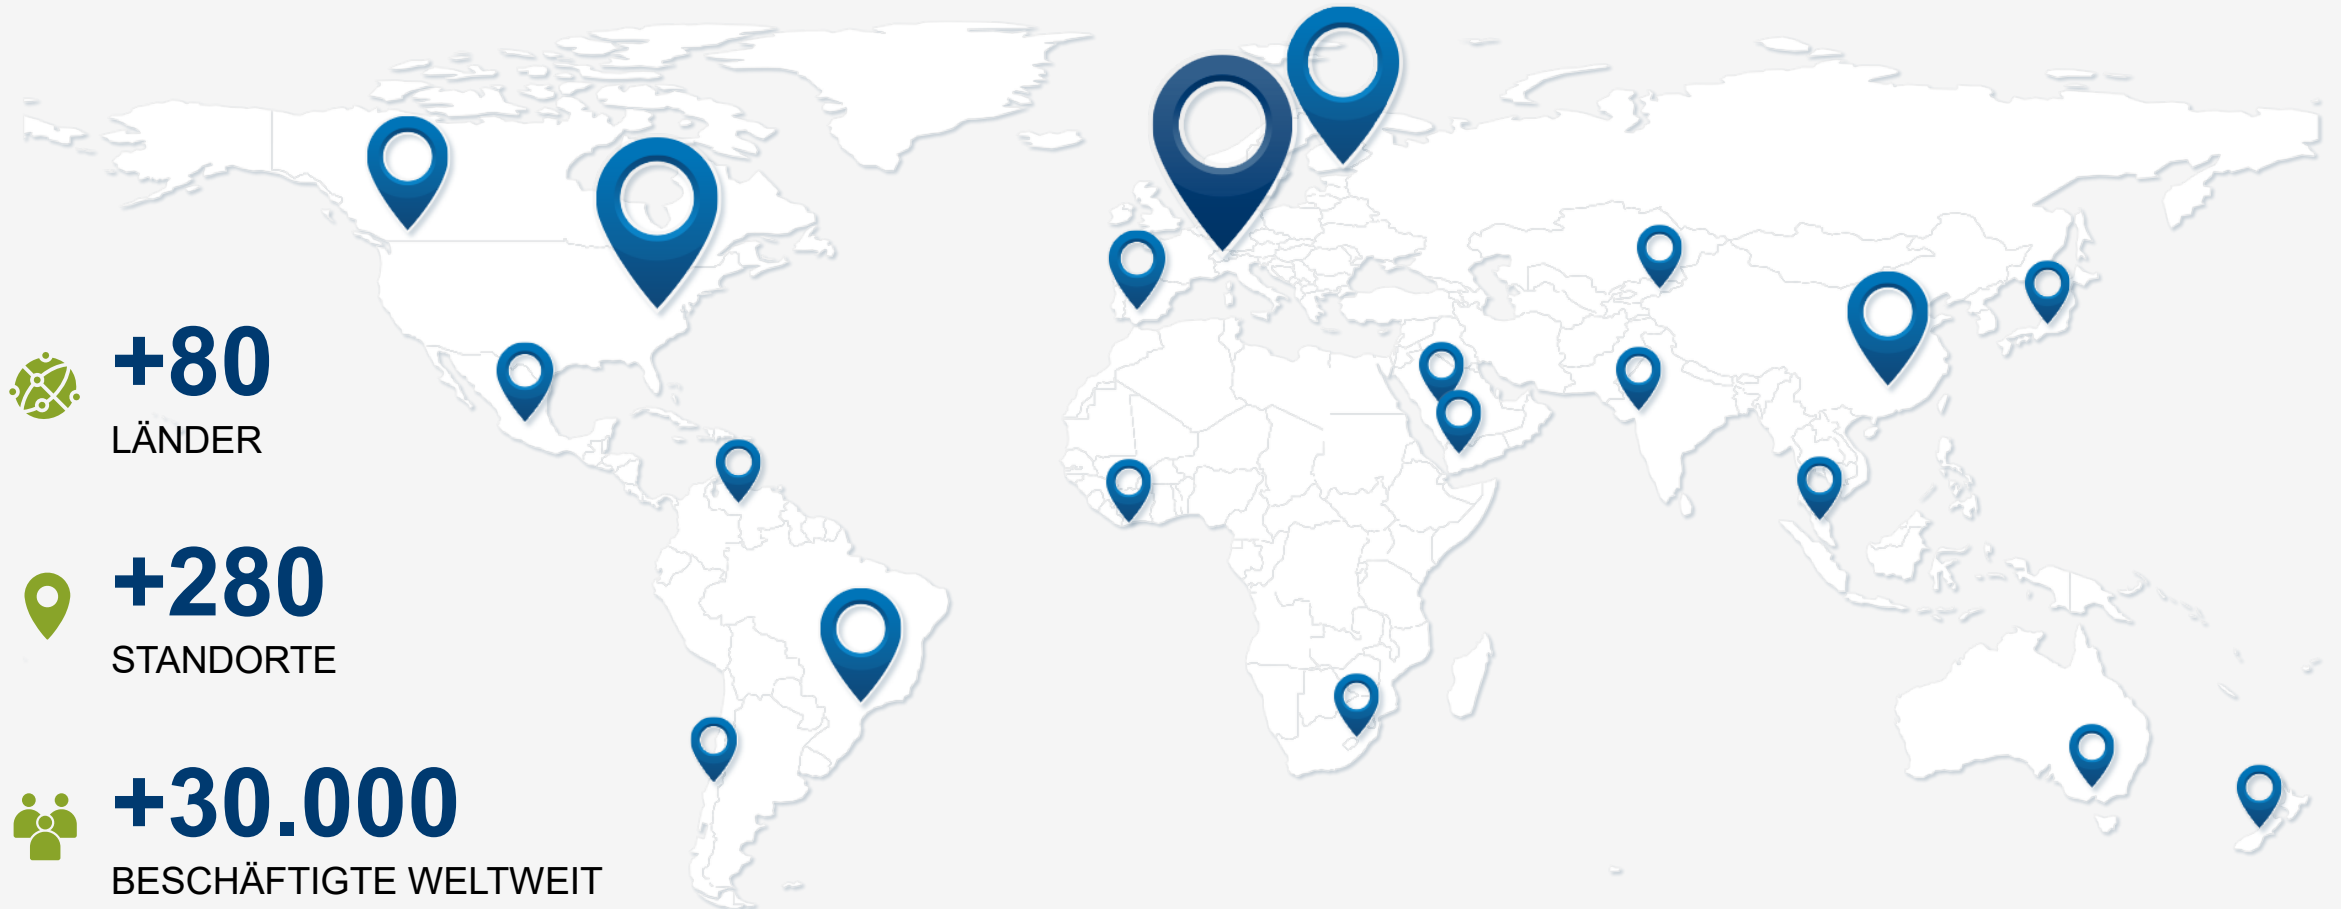 +80
LÄNDER
+280
STANDORTE
+30.000
BESCHÄFTIGTE WELTWEIT